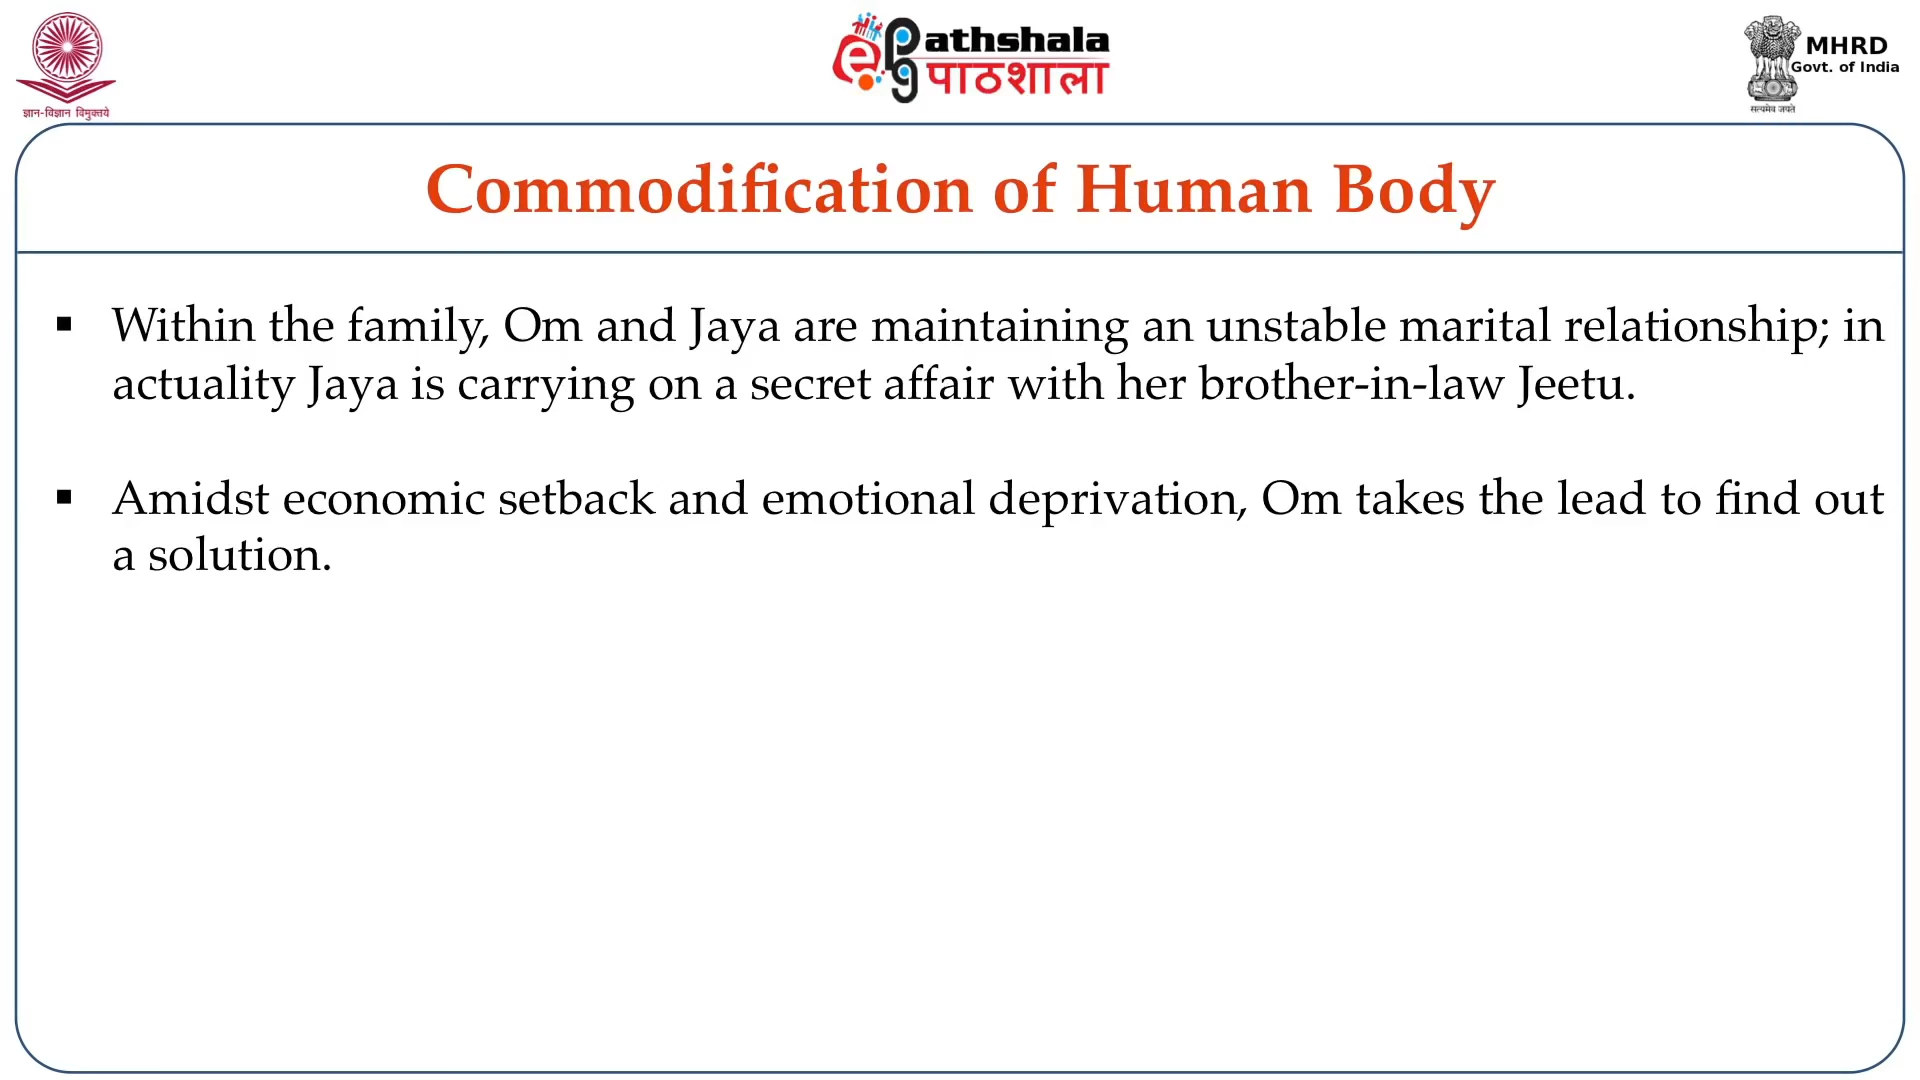 ज्ञान-विज्ञान विमुक्तये
ePathshala
पाठशाला
MHRD
Govt. of India
सत्यमेव जयते
Commodification of Human Body
▪ Within the family, Om and Jaya are maintaining an unstable marital relationship; in
actuality Jaya is carrying on a secret affair with her brother-in-law Jeetu.
▪ Amidst economic setback and emotional deprivation, Om takes the lead to find out
a solution.